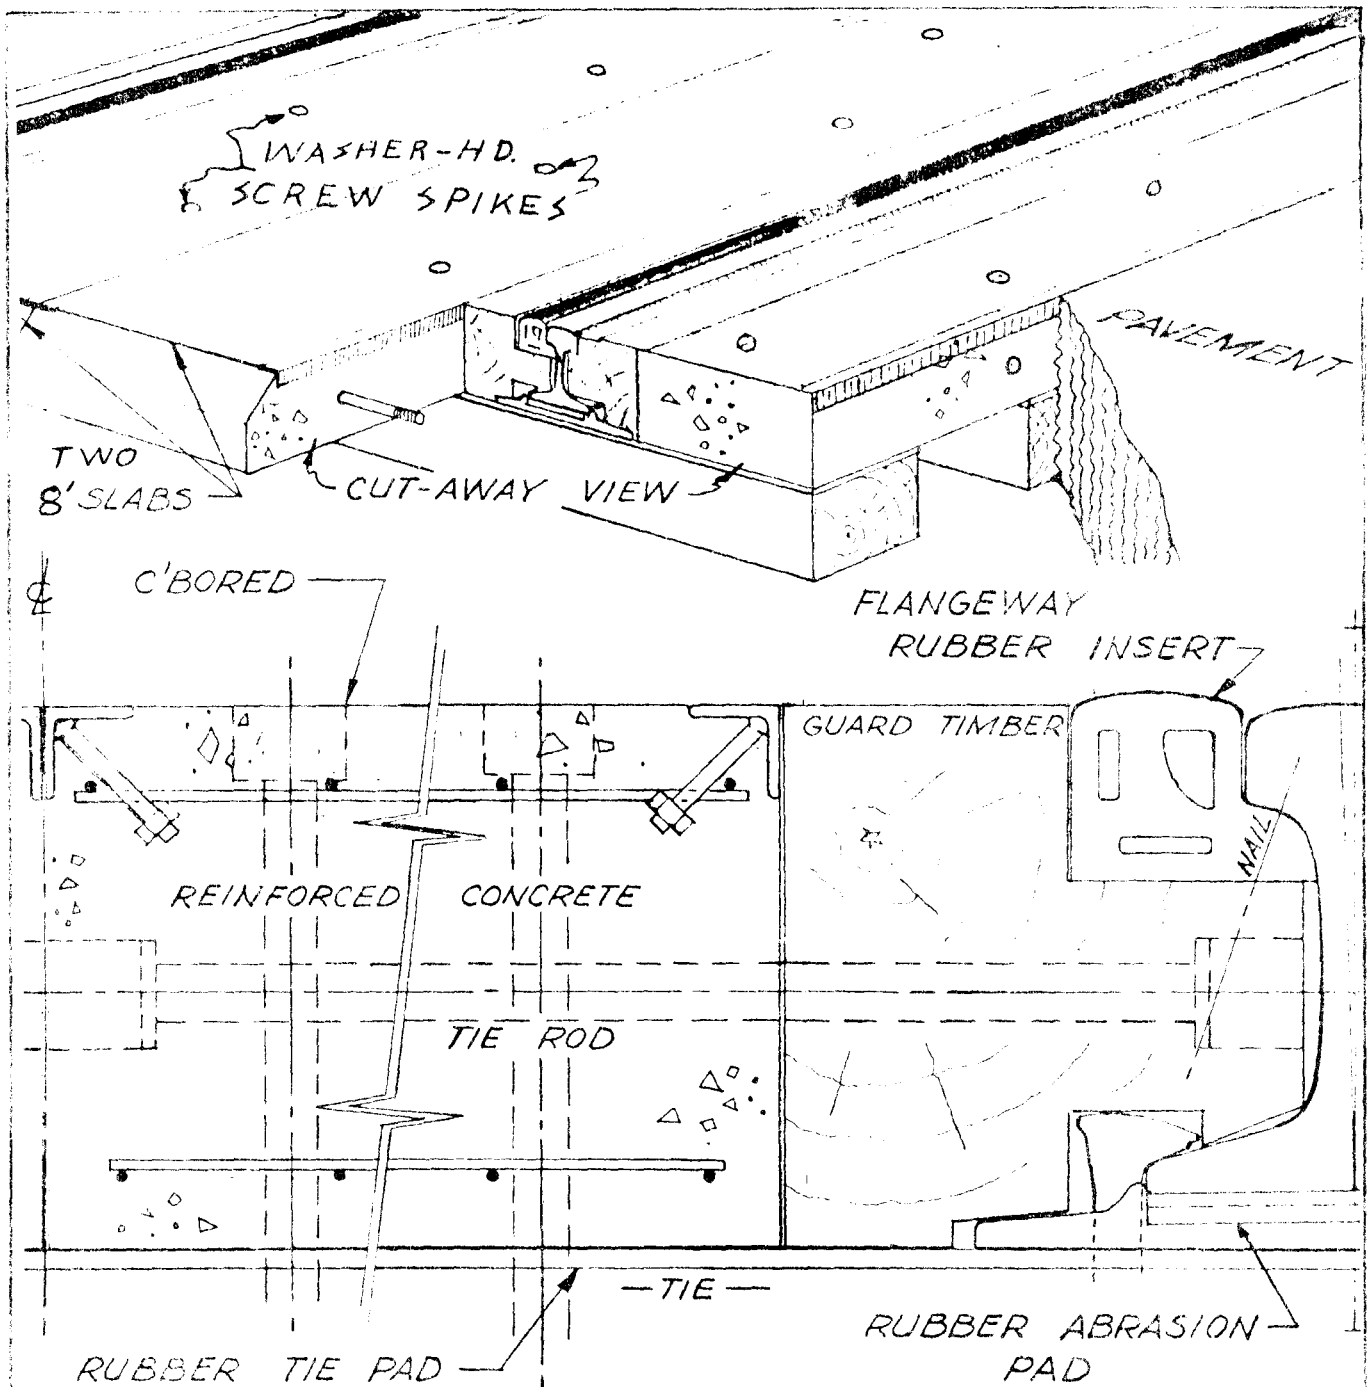 WASHER-HD.
SCREW SPIKES
PAVEMENT
TWO
8' SLABS
CUT-AWAY VIEW
℄
C'BORED
FLANGEWAY
RUBBER INSERT
GUARD TIMBER
NAIL
REINFORCED CONCRETE
TIE ROD
—TIE—
RUBBER TIE PAD
RUBBER ABRASION
PAD